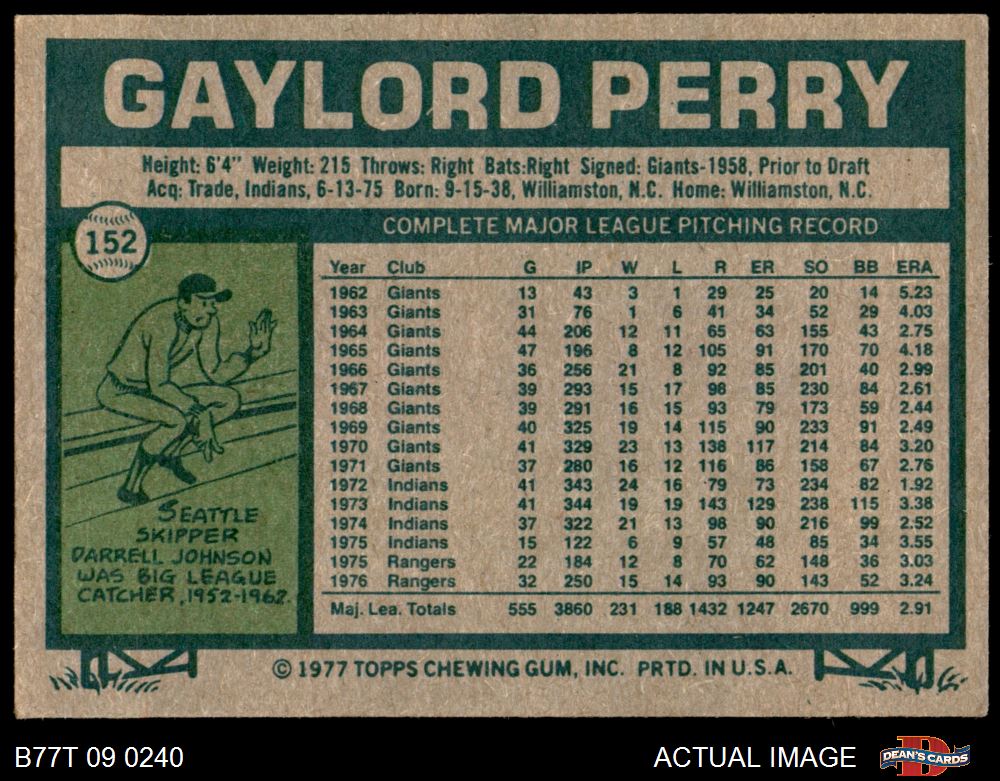 GAYLORD PERRY
Height: 6'4" Weight: 215 Throws: Right Bats:Right Signed: Giants-1958, Prior to Draft
Acq: Trade, Indians, 6-13-75 Born: 9-15-38, Williamston, N.C. Home: Williamston, N.C.
152
COMPLETE MAJOR LEAGUE PITCHING RECORD
Year Club G IP W L R ER SO BB ERA
1962 Giants 13 43 3 1 29 25 20 14 5.23
1963 Giants 31 76 1 6 41 34 52 29 4.03
1964 Giants 44 206 12 11 65 63 155 43 2.75
1965 Giants 47 196 8 12 105 91 170 70 4.18
1966 Giants 36 256 21 8 92 85 201 40 2.99
1967 Giants 39 293 15 17 98 85 230 84 2.61
1968 Giants 39 291 16 15 93 79 173 59 2.44
1969 Giants 40 325 19 14 115 90 233 91 2.49
1970 Giants 41 329 23 13 138 117 214 84 3.20
1971 Giants 37 280 16 12 116 86 158 67 2.76
1972 Indians 41 343 24 16 79 73 234 82 1.92
1973 Indians 41 344 19 19 143 129 238 115 3.38
1974 Indians 37 322 21 13 98 90 216 99 2.52
1975 Indians 15 122 6 9 57 48 85 34 3.55
1975 Rangers 22 184 12 8 70 62 148 36 3.03
1976 Rangers 32 250 15 14 93 90 143 52 3.24
Maj. Lea. Totals 555 3860 231 188 1432 1247 2670 999 2.91
SEATTLE
SKIPPER
DARRELL JOHNSON
WAS BIG LEAGUE
CATCHER, 1952-1962.
© 1977 TOPPS CHEWING GUM, INC. PRTD. IN U.S.A.
B77T 09 0240
ACTUAL IMAGE
DEAN'S CARDS